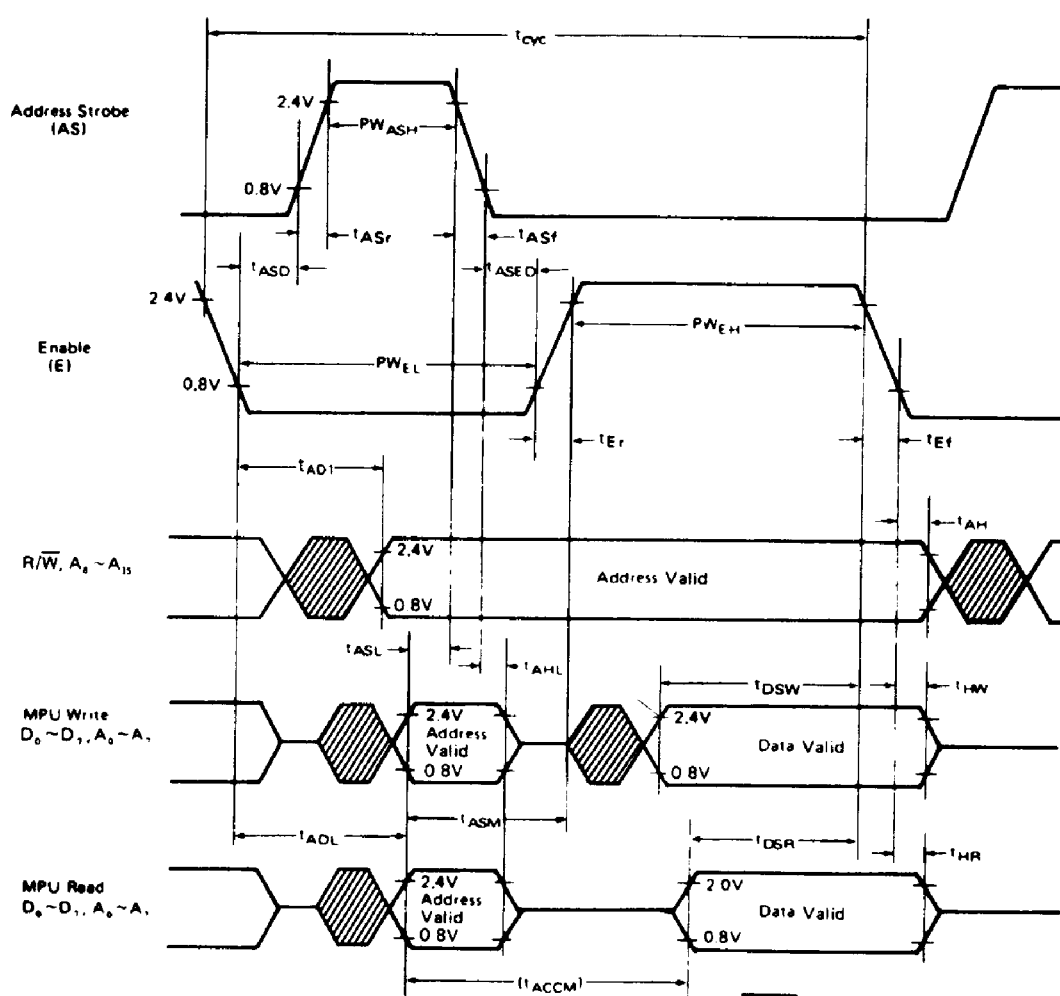 tcyc
Address Strobe
(AS)
2.4V
PWASH
0.8V
tASr
tASf
tASD
tASED
2.4V
PWEH
Enable
(E)
PWEL
0.8V
tEr
tEf
tAD1
tAH
R/W̅, A8 ~ A15
2.4V
Address Valid
0.8V
tASL
tAHL
tDSW
tHW
MPU Write
D0 ~ D7, A0 ~ A7
2.4V
Address
Valid
0.8V
2.4V
Data Valid
0.8V
tADL
tASM
tDSR
tHR
MPU Read
D0 ~ D7, A0 ~ A7
2.4V
Address
Valid
0.8V
2.0V
Data Valid
0.8V
(tACCM)